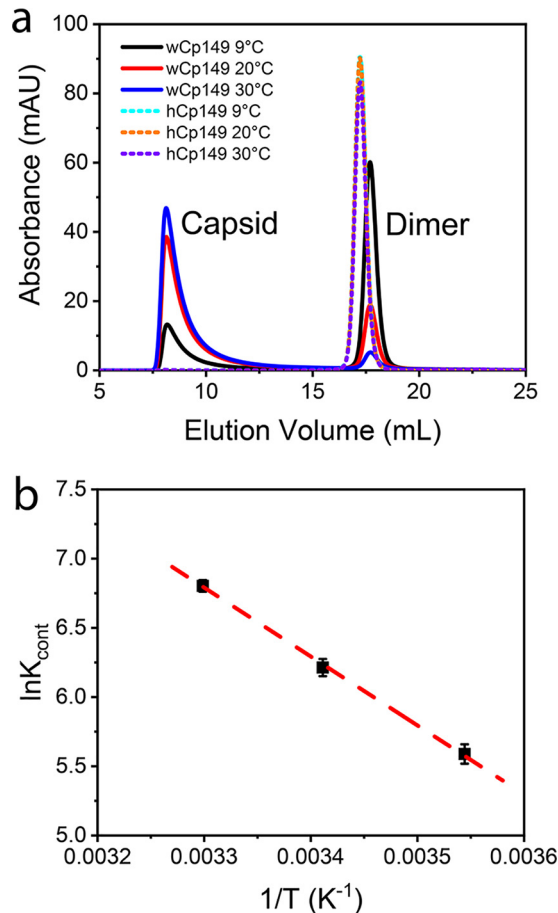 a
100
80
60
40
20
0
Absorbance (mAU)
wCp149 9°C
wCp149 20°C
wCp149 30°C
hCp149 9°C
hCp149 20°C
hCp149 30°C
Capsid
Dimer
5 10 15 20 25
Elution Volume (mL)
b
7.5
7.0
6.5
6.0
5.5
5.0
lnKcont
0.0032 0.0033 0.0034 0.0035 0.0036
1/T (K-1)